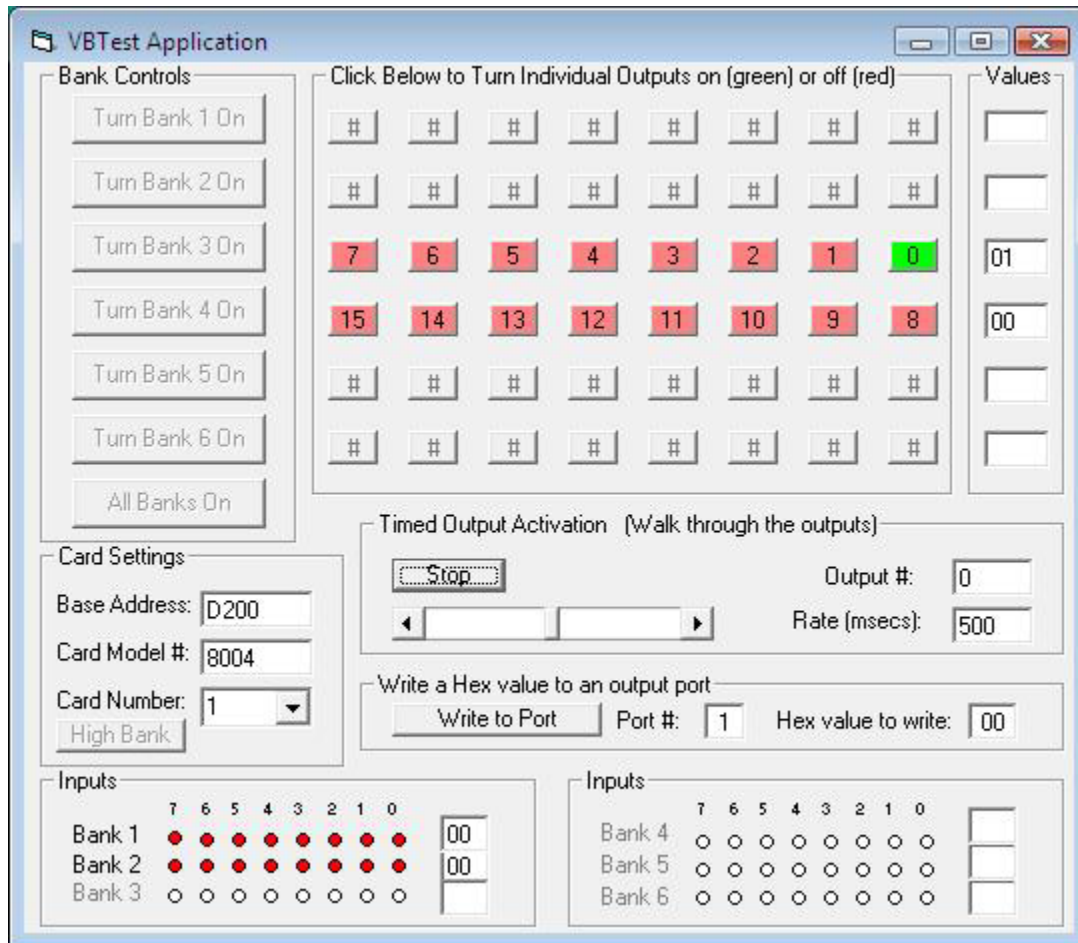 VBTest Application
Bank Controls
Turn Bank 1 On
Turn Bank 2 On
Turn Bank 3 On
Turn Bank 4 On
Turn Bank 5 On
Turn Bank 6 On
All Banks On
Click Below to Turn Individual Outputs on (green) or off (red)
# # # # # # # #
# # # # # # # #
7 6 5 4 3 2 1 0
15 14 13 12 11 10 9 8
# # # # # # # #
# # # # # # # #
Values
01
00
Card Settings
Base Address: D200
Card Model #: 8004
Card Number: 1
High Bank
Timed Output Activation (Walk through the outputs)
Stop
Output #: 0
Rate (msecs): 500
Write a Hex value to an output port
Write to Port Port #: 1 Hex value to write: 00
Inputs
7 6 5 4 3 2 1 0
Bank 1 00
Bank 2 00
Bank 3
Inputs
7 6 5 4 3 2 1 0
Bank 4
Bank 5
Bank 6